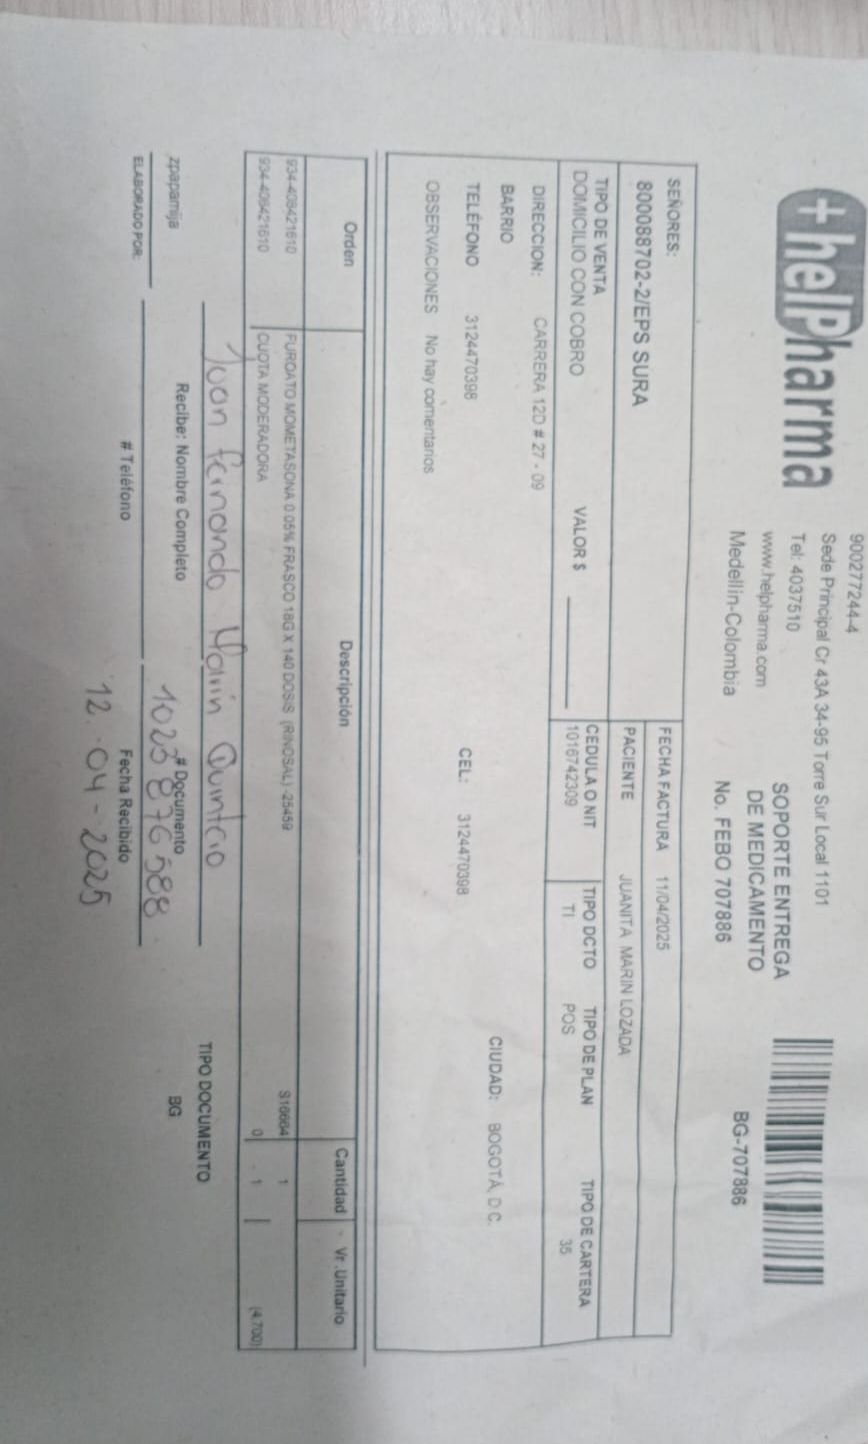 + helPharma
900277244-4
Sede Principal Cr 43A 34-95 Torre Sur Local 1101
Tel: 4037510
www.helpharma.com
Medellin-Colombia
SOPORTE ENTREGA
DE MEDICAMENTO
No. FEBO 707886
BG-707886
SEÑORES:
800088702-2/EPS SURA
FECHA FACTURA 11/04/2025
PACIENTE JUANITA MARIN LOZADA
TIPO DE VENTA
DOMICILIO CON COBRO
VALOR $
CEDULA O NIT TIPO DCTO TIPO DE PLAN TIPO DE CARTERA
1016742309 TI POS 35
DIRECCION: CARRERA 12D # 27 - 09
BARRIO
CIUDAD: BOGOTÁ, D.C.
TELÉFONO 3124470398
CEL: 3124470398
OBSERVACIONES No hay comentarios
Orden Descripción Cantidad Vr .Unitario
934-408421610 FUROATO MOMETASONA 0.05% FRASCO 18G X 140 DOSIS (RINOSAL) -25459 S16664 1
934-408421610 CUOTA MODERADORA 0 - 1 (4.700)
Juan Fernando Marin Quintero
Recibe: Nombre Completo
TIPO DOCUMENTO
BG
zpapamija
1023876588
# Documento
ELABORADO POR:
# Teléfono
Fecha Recibido
12. -04-2025